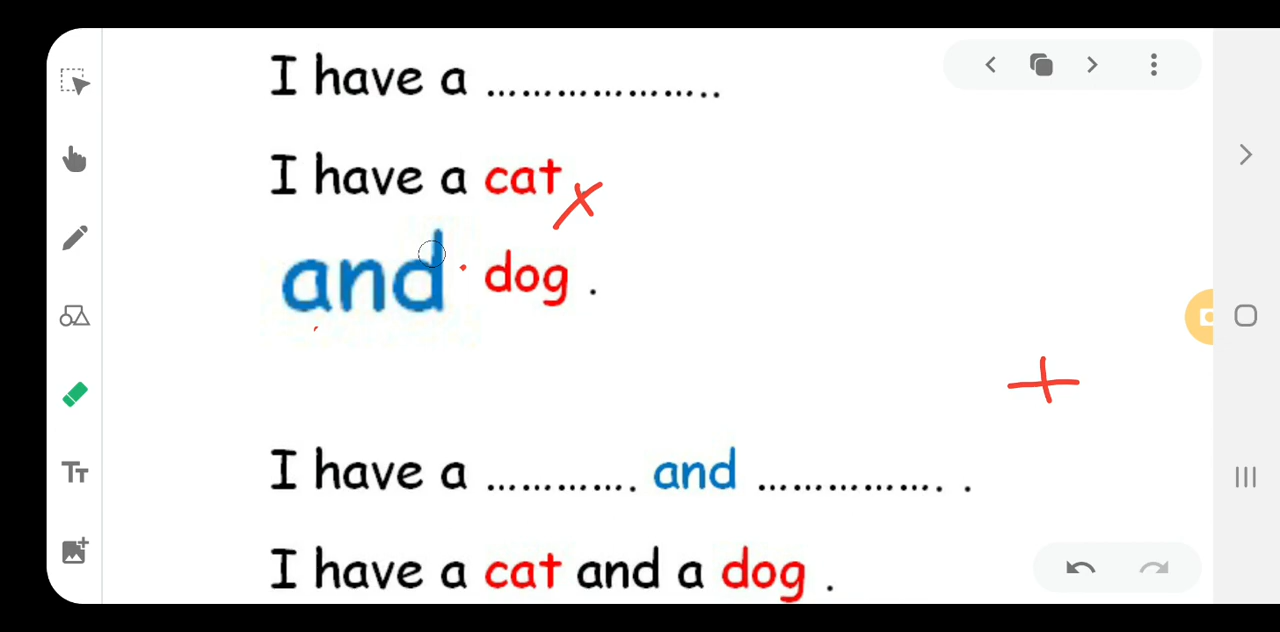 I have a ………………..
I have a cat
and dog .
I have a …………. and ……………. .
I have a cat and a dog .